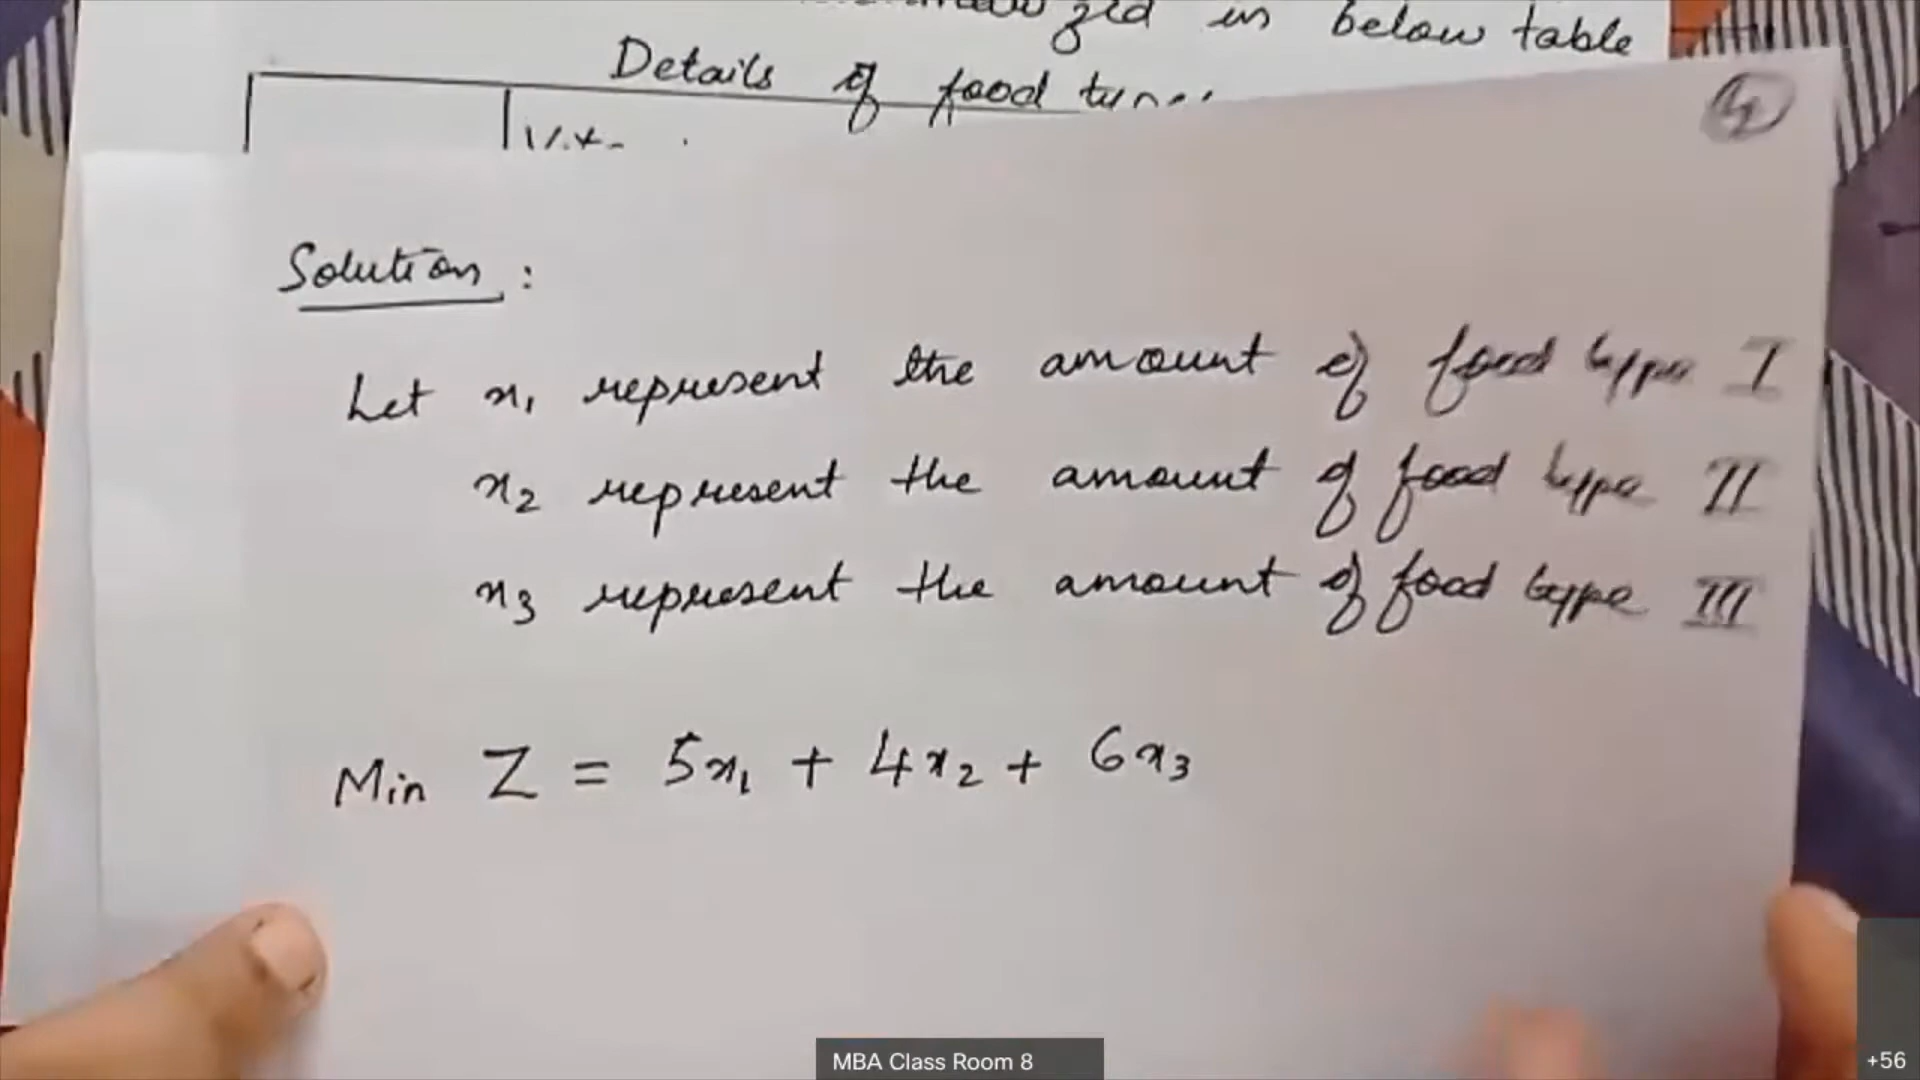 in below table
Details of food
4
Solution :
Let x₁ represent the amount of food type I
x₂ represent the amount of food type II
x₃ represent the amount of food type III
Min Z = 5x₁ + 4x₂ + 6x₃
MBA Class Room 8
+56